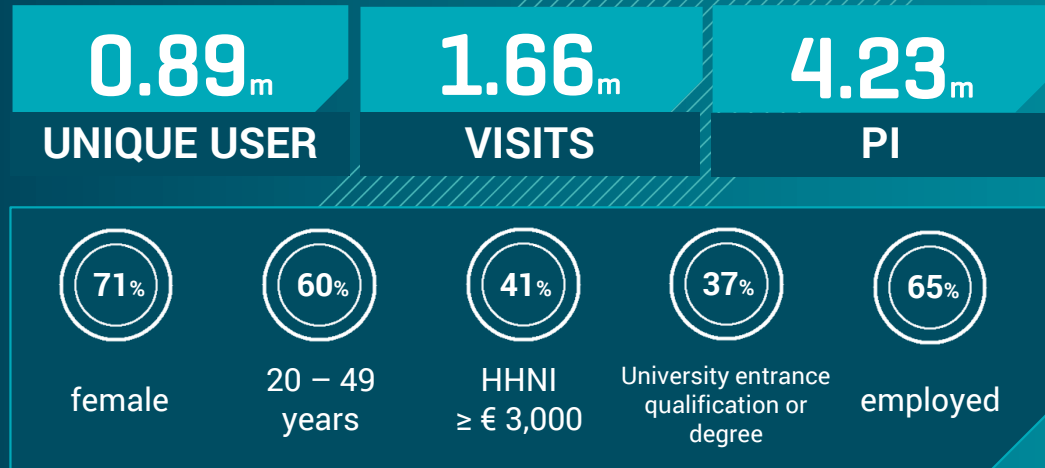 0.89m
UNIQUE USER
1.66m
VISITS
4.23m
PI
71%
female
60%
20 – 49
years
41%
HHNI
≥ € 3,000
37%
University entrance
qualification or
degree
65%
employed